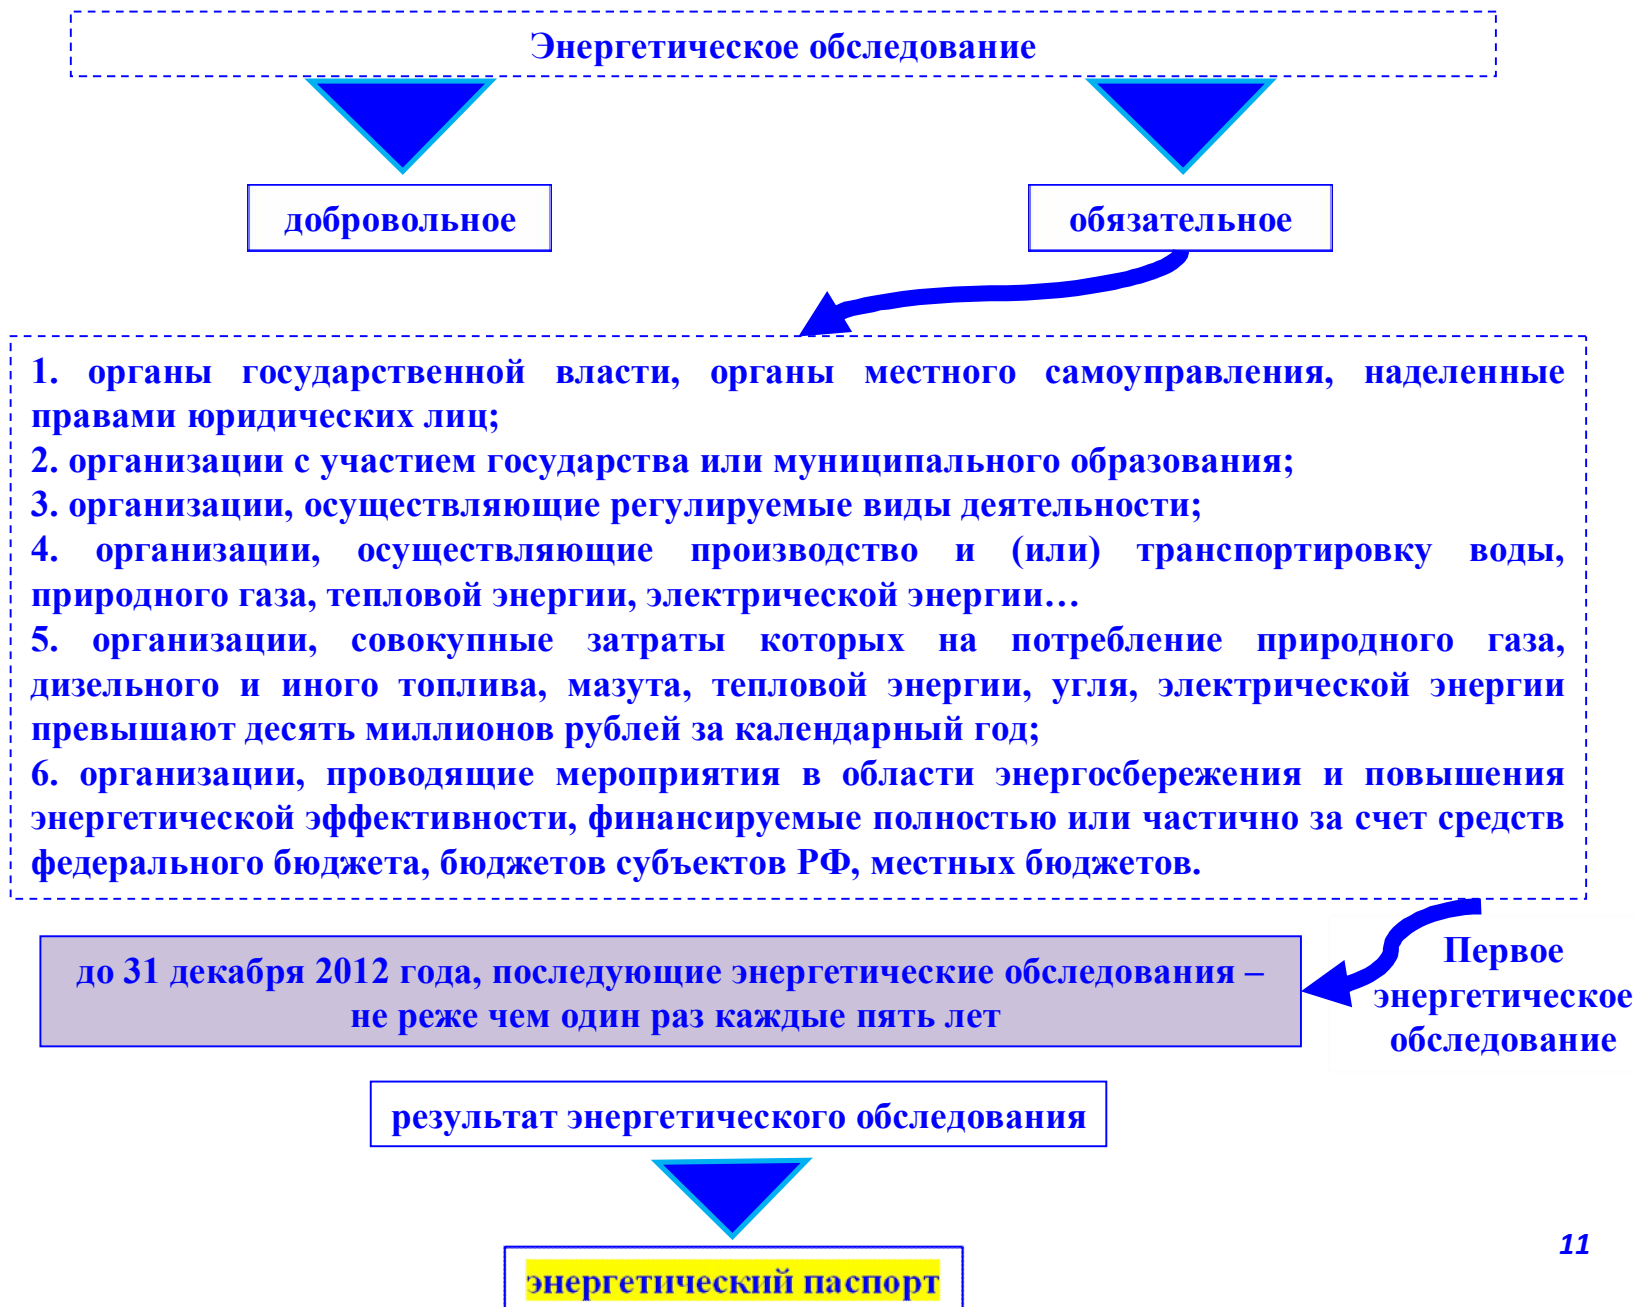 Энергетическое обследование
добровольное
обязательное
1. органы государственной власти, органы местного самоуправления, наделенные
правами юридических лиц;
2. организации с участием государства или муниципального образования;
3. организации, осуществляющие регулируемые виды деятельности;
4. организации, осуществляющие производство и (или) транспортировку воды,
природного газа, тепловой энергии, электрической энергии…
5. организации, совокупные затраты которых на потребление природного газа,
дизельного и иного топлива, мазута, тепловой энергии, угля, электрической энергии
превышают десять миллионов рублей за календарный год;
6. организации, проводящие мероприятия в области энергосбережения и повышения
энергетической эффективности, финансируемые полностью или частично за счет средств
федерального бюджета, бюджетов субъектов РФ, местных бюджетов.
Первое
энергетическое
обследование
до 31 декабря 2012 года, последующие энергетические обследования –
не реже чем один раз каждые пять лет
результат энергетического обследования
энергетический паспорт
11